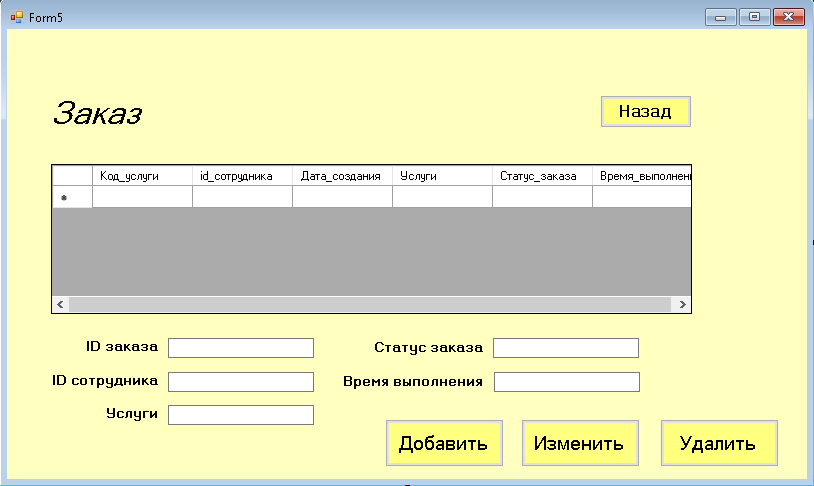 Form5
Заказ
Назад
Код_услуги id_сотрудника Дата_создания Услуги Статус_заказа Время_выполнени
*
ID заказа Статус заказа
ID сотрудника Время выполнения
Услуги
Добавить Изменить Удалить